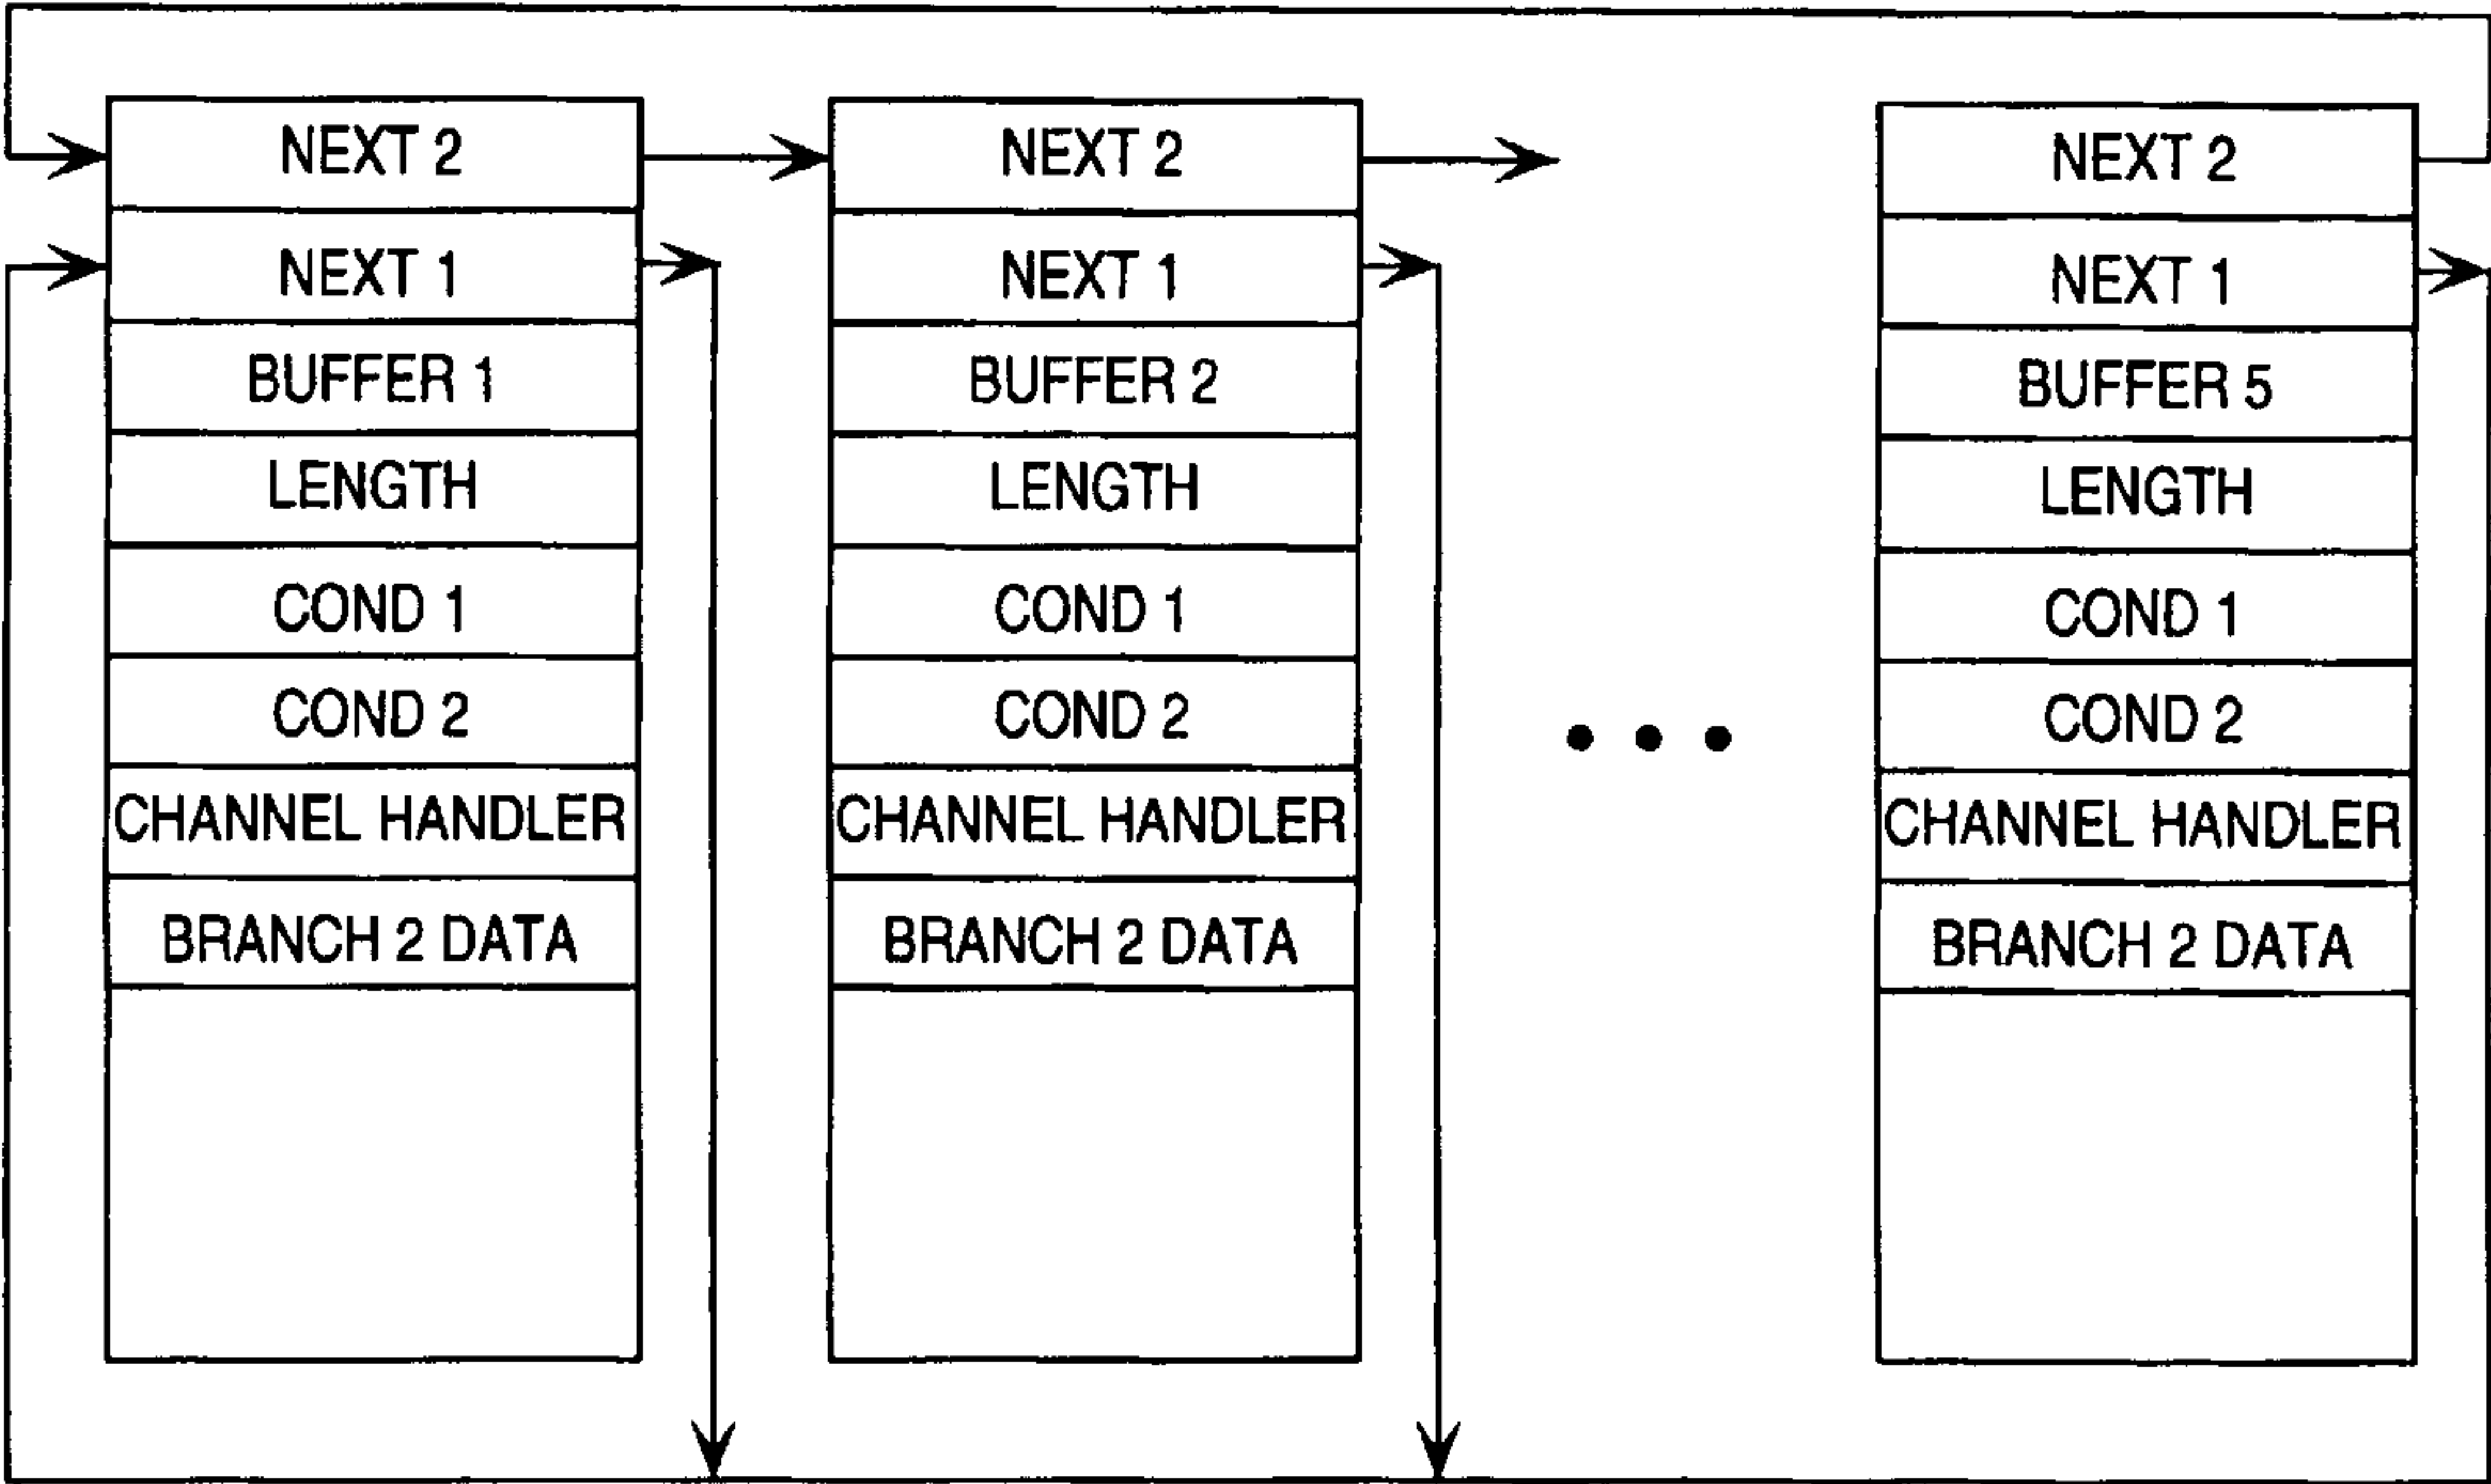 NEXT 2
NEXT 1
BUFFER 1
LENGTH
COND 1
COND 2
CHANNEL HANDLER
BRANCH 2 DATA
NEXT 2
NEXT 1
BUFFER 2
LENGTH
COND 1
COND 2
CHANNEL HANDLER
BRANCH 2 DATA
NEXT 2
NEXT 1
BUFFER 5
LENGTH
COND 1
COND 2
CHANNEL HANDLER
BRANCH 2 DATA